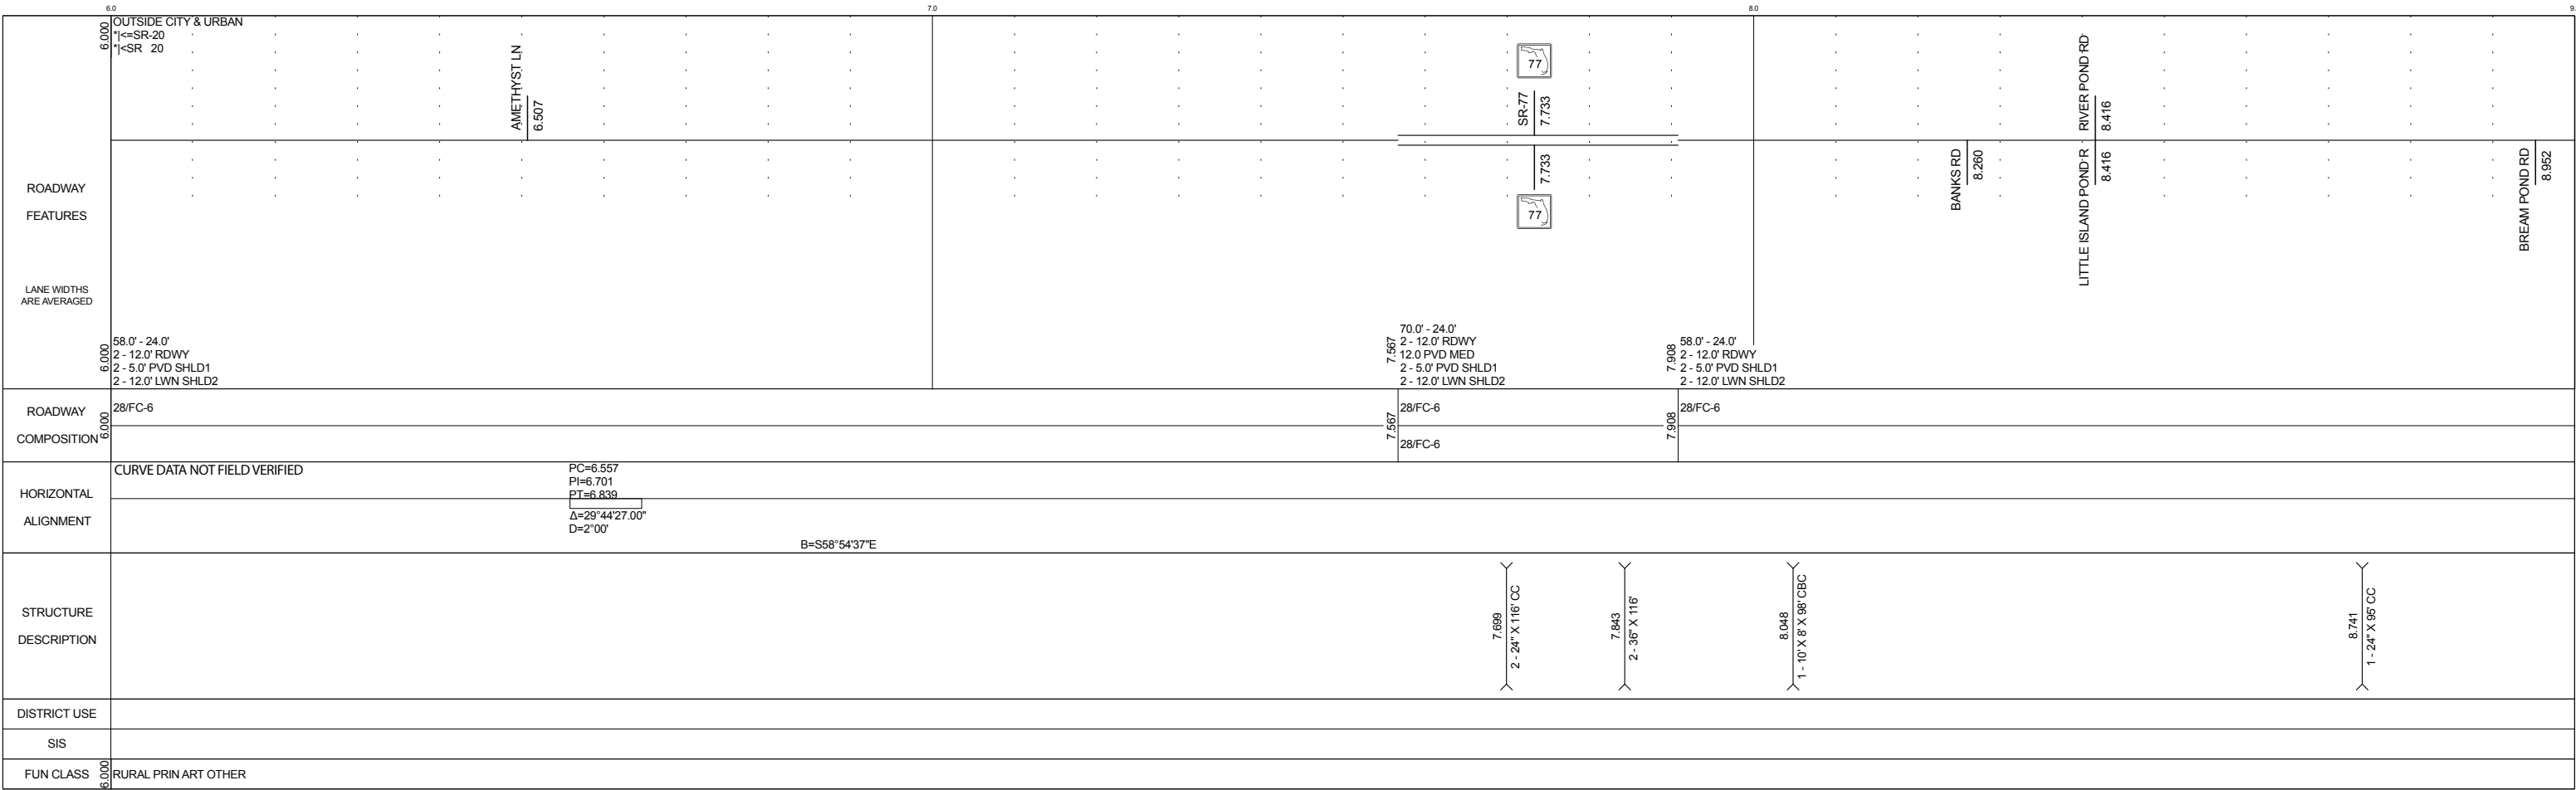 6.0
7.0
8.0
9.
6.000
OUTSIDE CITY & URBAN
*|<=SR-20
*|<SR 20
AMETHYST LN
6.507
77
SR-77
7.733
7.733
77
BANKS RD
8.260
RIVER POND RD
8.416
LITTLE ISLAND POND R
8.416
BREAM POND RD
8.952
ROADWAY
FEATURES
LANE WIDTHS
ARE AVERAGED
6.000
58.0' - 24.0'
2 - 12.0' RDWY
2 - 5.0' PVD SHLD1
2 - 12.0' LWN SHLD2
7.567
70.0' - 24.0'
2 - 12.0' RDWY
12.0 PVD MED
2 - 5.0' PVD SHLD1
2 - 12.0' LWN SHLD2
7.908
58.0' - 24.0'
2 - 12.0' RDWY
2 - 5.0' PVD SHLD1
2 - 12.0' LWN SHLD2
ROADWAY
COMPOSITION
6.000
28/FC-6
7.567
28/FC-6
28/FC-6
7.908
28/FC-6
HORIZONTAL
ALIGNMENT
CURVE DATA NOT FIELD VERIFIED
PC=6.557
PI=6.701
PT=6.839
Δ=29°44'27.00"
D=2°00'
B=S58°54'37"E
STRUCTURE
DESCRIPTION
7.699
2 - 24" X 116' CC
7.843
2 - 36" X 116'
8.048
1 - 10' X 8' X 98' CBC
8.741
1 - 24" X 95' CC
DISTRICT USE
SIS
FUN CLASS
6.000
RURAL PRIN ART OTHER